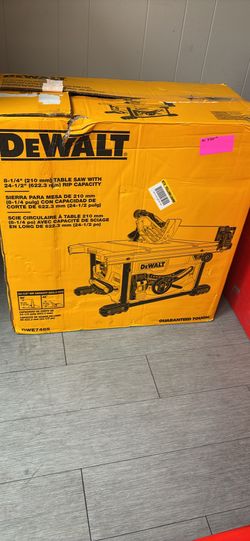 DEWALT
8-1/4" (210 mm) TABLE SAW WITH
24-1/2" (622.3 mm) RIP CAPACITY
SIERRA PARA MESA DE 210 mm
(8-1/4 pulg) CON CAPACIDAD DE
CORTE DE 622.3 mm (24-1/2 pulg)
SCIE CIRCULAIRE À TABLE 210 mm
(8-1/4 po) AVEC CAPACITÉ DE SCIAGE
EN LONG DE 622,3 mm (24-1/2 po)
DEWALT
DWE7485
GUARANTEED TOUGH